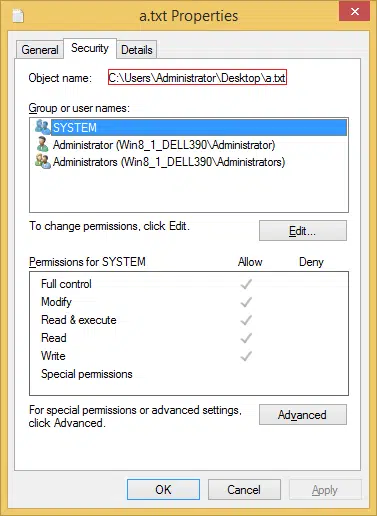 a.txt Properties
General Security Details
Object name: C:\Users\Administrator\Desktop\a.txt
Group or user names:
SYSTEM
Administrator (Win8_1_DELL390\Administrator)
Administrators (Win8_1_DELL390\Administrators)
To change permissions, click Edit.
Edit...
Permissions for SYSTEM Allow Deny
Full control
Modify
Read & execute
Read
Write
Special permissions
For special permissions or advanced settings,
click Advanced.
Advanced
OK Cancel Apply